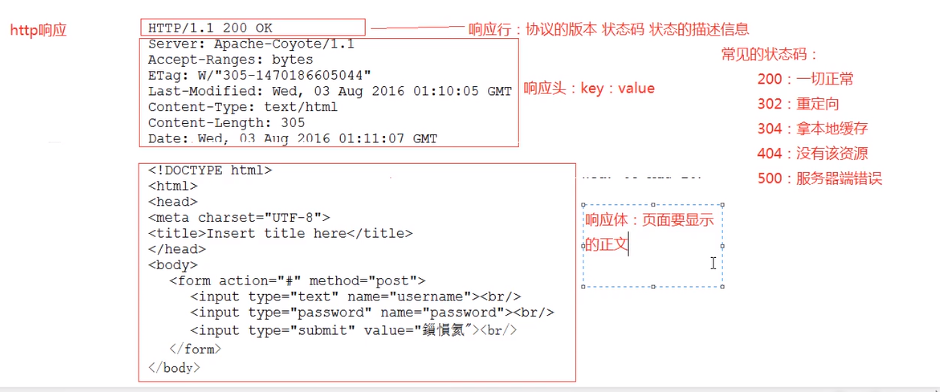 http响应
HTTP/1.1 200 OK
响应行：协议的版本 状态码 状态的描述信息
Server: Apache-Coyote/1.1
Accept-Ranges: bytes
ETag: W/"305-1470186605044"
Last-Modified: Wed, 03 Aug 2016 01:10:05 GMT
Content-Type: text/html
Content-Length: 305
Date: Wed, 03 Aug 2016 01:11:07 GMT
响应头：key：value
常见的状态码：
200：一切正常
302：重定向
304：拿本地缓存
404：没有该资源
500：服务器端错误
<!DOCTYPE html>
<html>
<head>
<meta charset="UTF-8">
<title>Insert title here</title>
</head>
<body>
<form action="#" method="post">
<input type="text" name="username"><br/>
<input type="password" name="password"><br/>
<input type="submit" value="鎻愪氦"><br/>
</form>
</body>
响应体：页面要显示
的正文